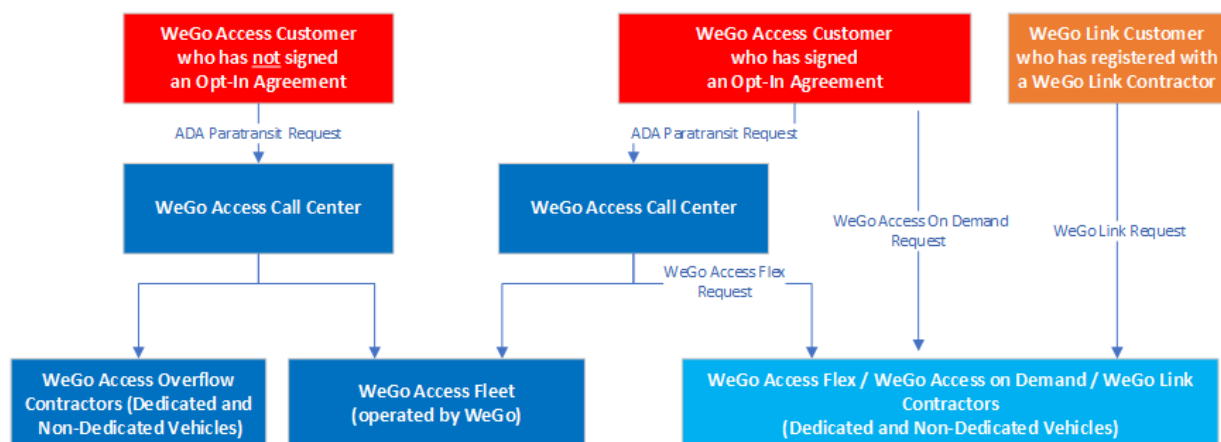 WeGo Access Customer
who has not signed
an Opt-In Agreement
WeGo Access Customer
who has signed
an Opt-In Agreement
WeGo Link Customer
who has registered with
a WeGo Link Contractor
ADA Paratransit Request
ADA Paratransit Request
WeGo Access Call Center
WeGo Access Call Center
WeGo Access On Demand
Request
WeGo Link Request
WeGo Access Flex
Request
WeGo Access Overflow
Contractors (Dedicated and
Non-Dedicated Vehicles)
WeGo Access Fleet
(operated by WeGo)
WeGo Access Flex / WeGo Access on Demand / WeGo Link
Contractors
(Dedicated and Non-Dedicated Vehicles)